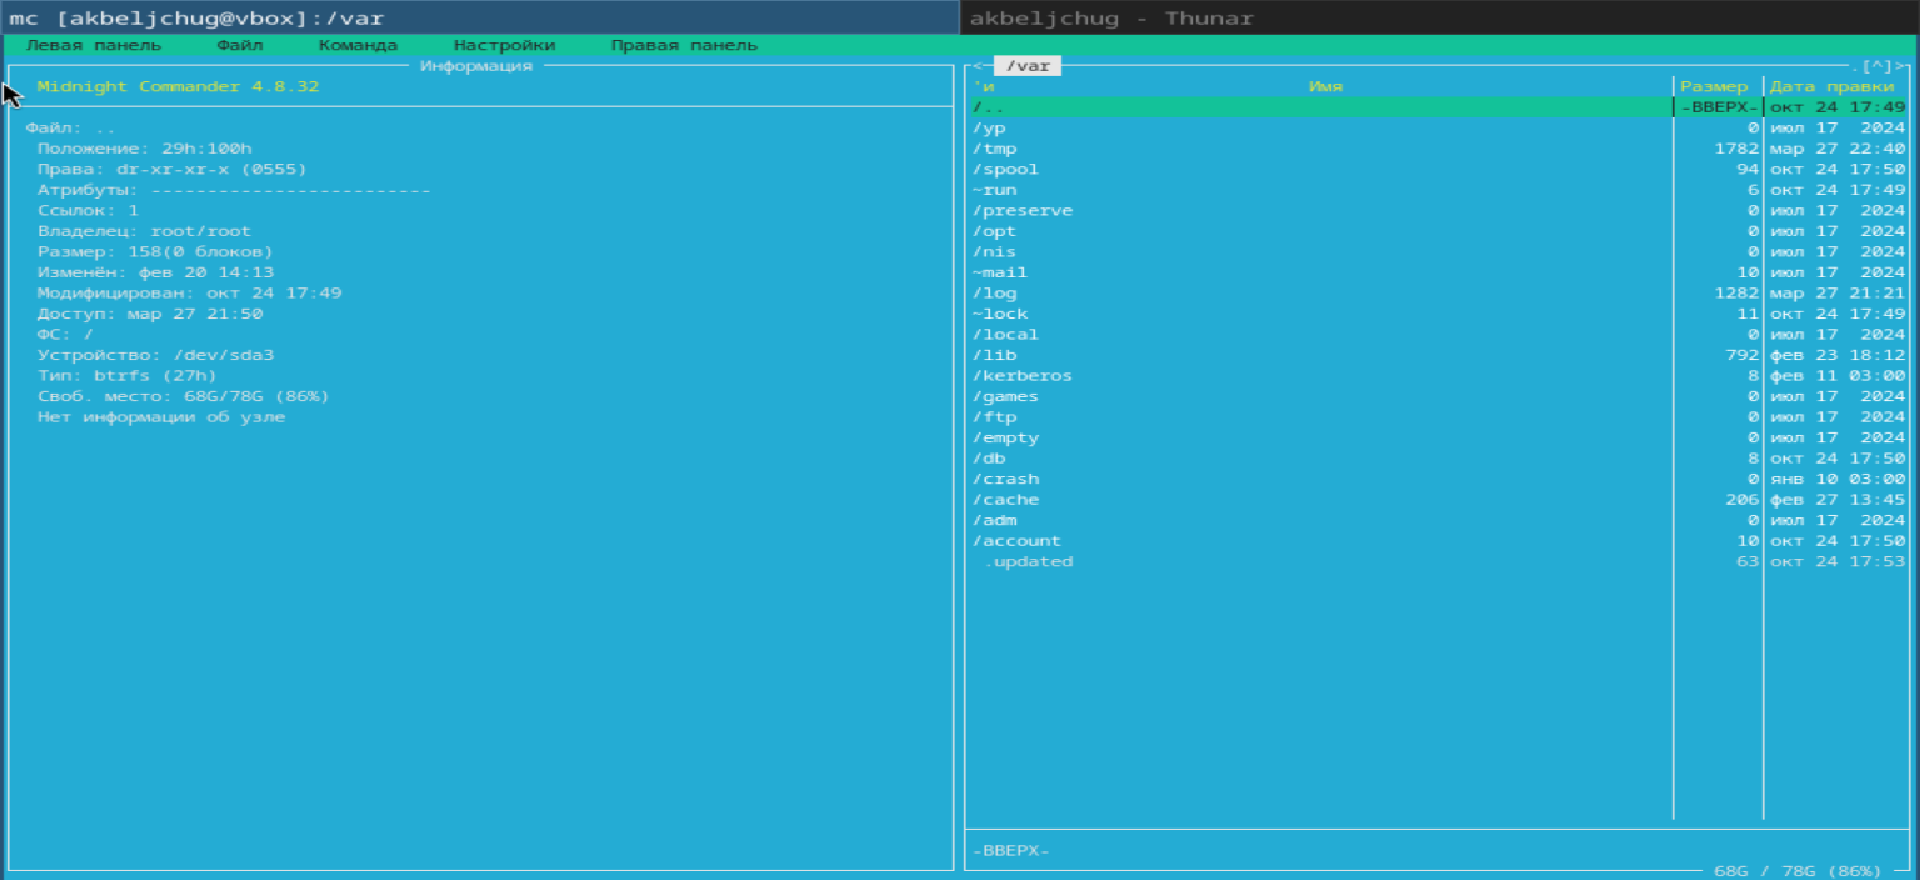 mc [akbeljchug@vbox]:/var
akbeljchug - Thunar
Левая панель Файл Команда Настройки Правая панель
Информация
Midnight Commander 4.8.32
Файл: ..
Положение: 29h:100h
Права: dr-xr-xr-x (0555)
Атрибуты: -------------------------
Ссылок: 1
Владелец: root/root
Размер: 158(0 блоков)
Изменён: фев 20 14:13
Модифицирован: окт 24 17:49
Доступ: мар 27 21:50
ФС: /
Устройство: /dev/sda3
Тип: btrfs (27h)
Своб. место: 68G/78G (86%)
Нет информации об узле
<- /var .[^]>
'и Имя Размер Дата правки
/.. -ВВЕРХ- окт 24 17:49
/yp 0 июл 17 2024
/tmp 1782 мар 27 22:40
/spool 94 окт 24 17:50
~run 6 окт 24 17:49
/preserve 0 июл 17 2024
/opt 0 июл 17 2024
/nis 0 июл 17 2024
~mail 10 июл 17 2024
/log 1282 мар 27 21:21
~lock 11 окт 24 17:49
/local 0 июл 17 2024
/lib 792 фев 23 18:12
/kerberos 8 фев 11 03:00
/games 0 июл 17 2024
/ftp 0 июл 17 2024
/empty 0 июл 17 2024
/db 8 окт 24 17:50
/crash 0 янв 10 03:00
/cache 206 фев 27 13:45
/adm 0 июл 17 2024
/account 10 окт 24 17:50
.updated 63 окт 24 17:53
-ВВЕРХ-
68G / 78G (86%)